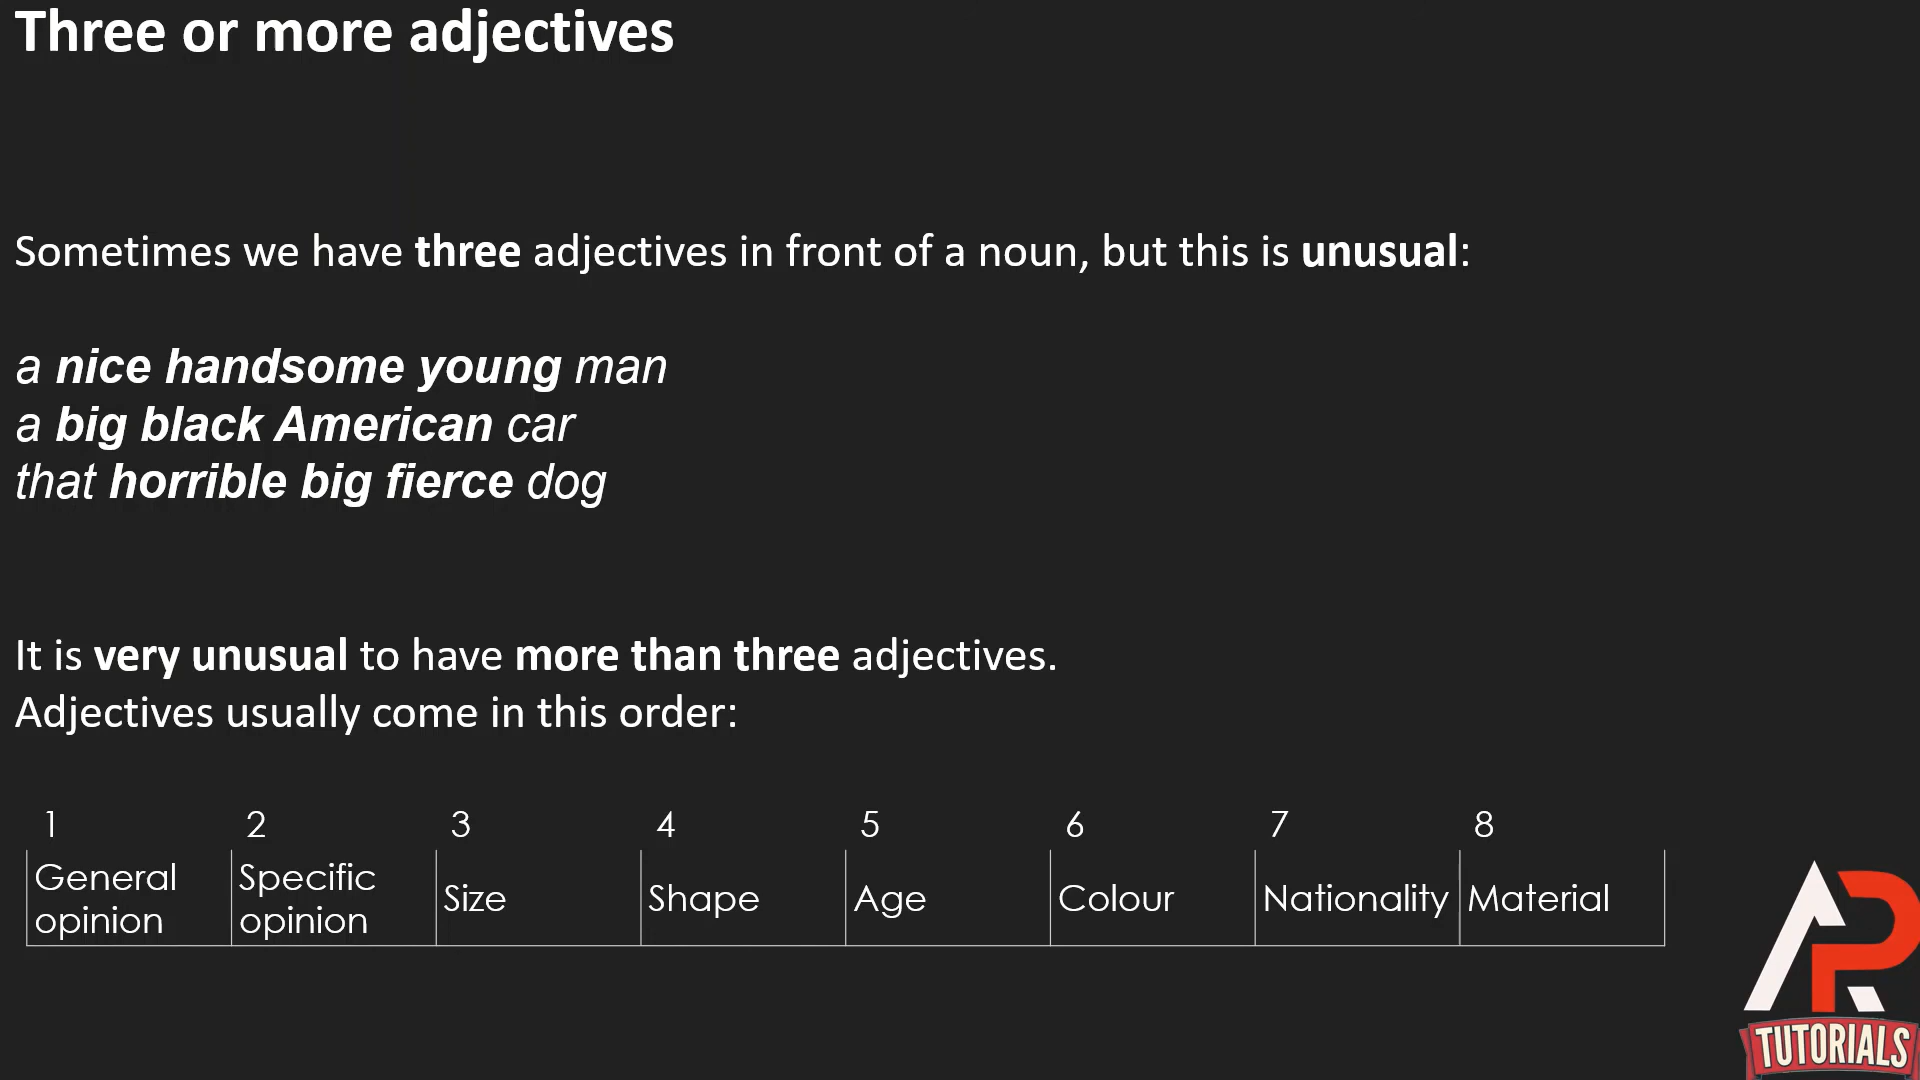 Three or more adjectives
Sometimes we have three adjectives in front of a noun, but this is unusual:
a nice handsome young man
a big black American car
that horrible big fierce dog
It is very unusual to have more than three adjectives.
Adjectives usually come in this order:
1 2 3 4 5 6 7 8
General opinion Specific opinion Size Shape Age Colour Nationality Material
AP
TUTORIALS